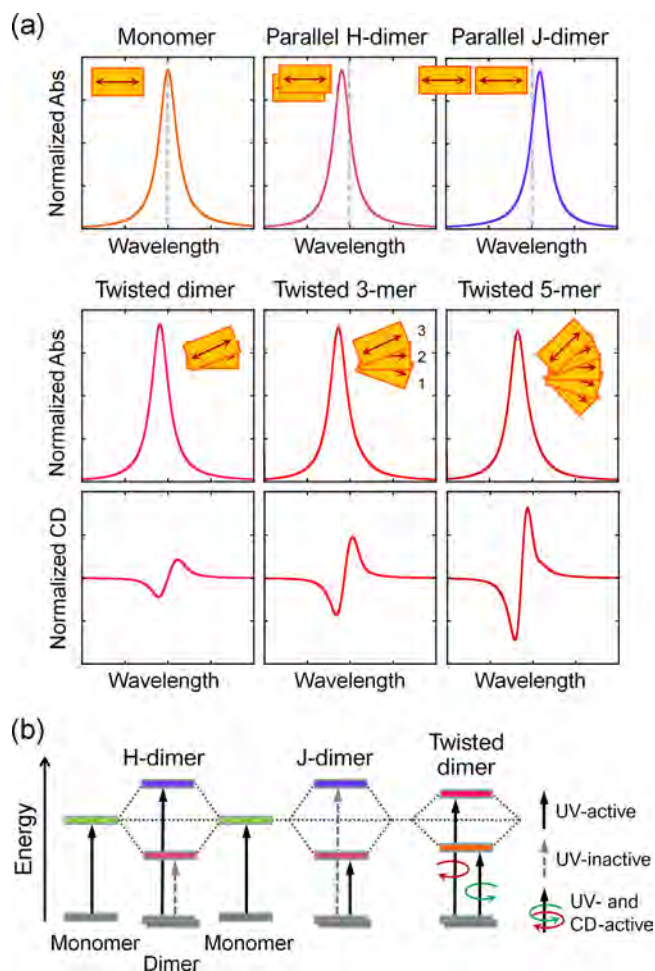 (a)
Monomer
Parallel H-dimer
Parallel J-dimer
Normalized Abs
Wavelength
Wavelength
Wavelength
Twisted dimer
Twisted 3-mer
Twisted 5-mer
Normalized Abs
3
2
1
Normalized CD
Wavelength
Wavelength
Wavelength
(b)
Energy
H-dimer
J-dimer
Twisted
dimer
UV-active
UV-inactive
UV- and
CD-active
Monomer
Dimer
Monomer